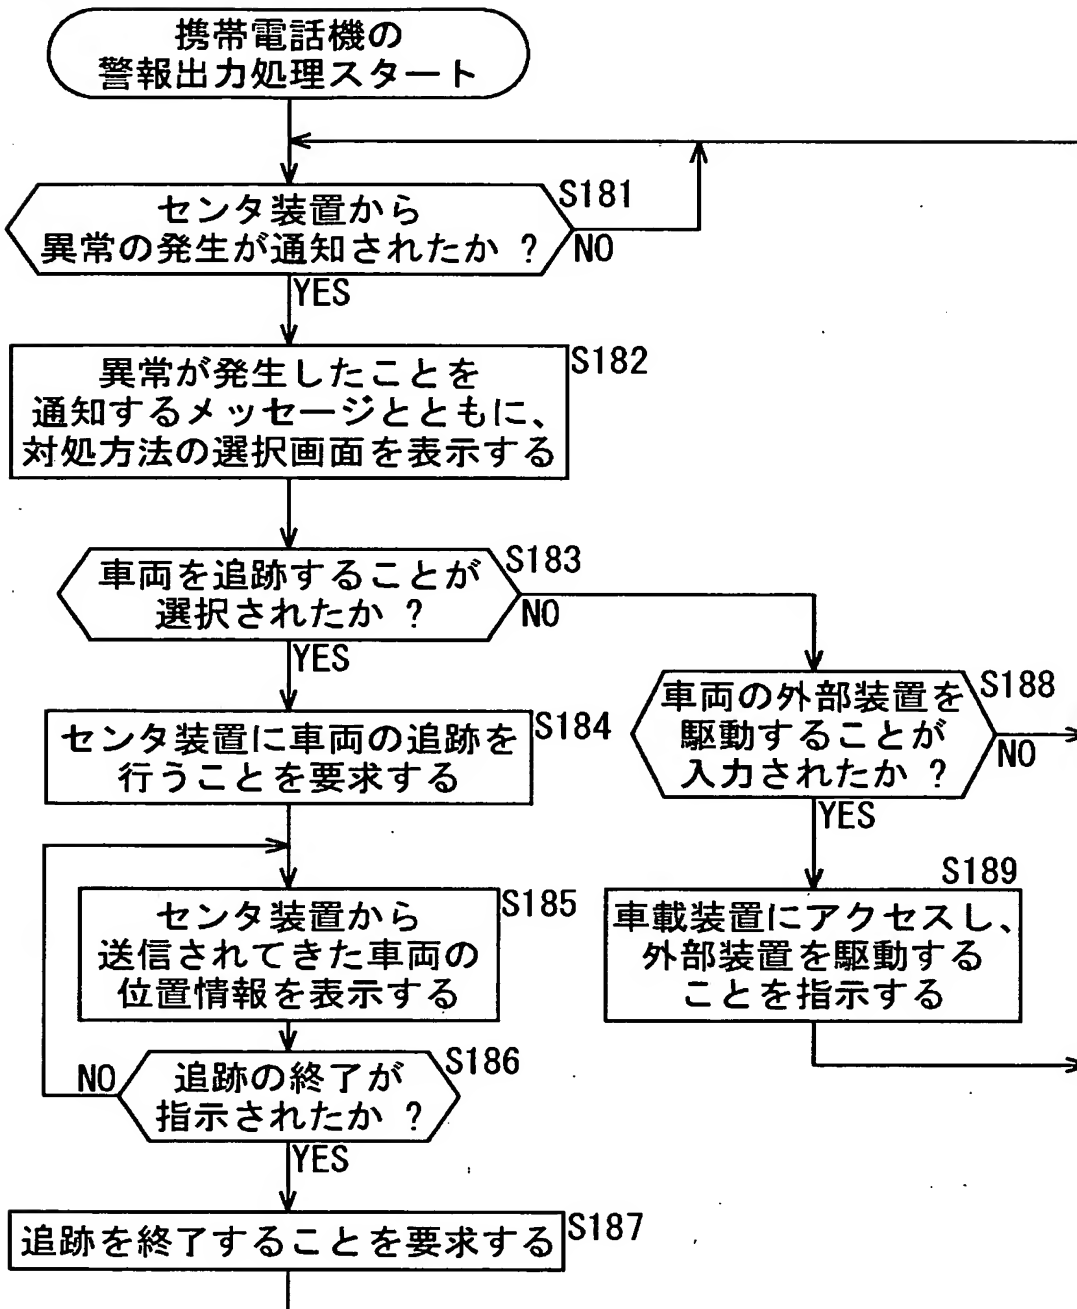 携帯電話機の
警報出力処理スタート
S181
センタ装置から
異常の発生が通知されたか ?
NO
YES
S182
異常が発生したことを
通知するメッセージとともに、
対処方法の選択画面を表示する
S183
車両を追跡することが
選択されたか ?
NO
YES
S184
センタ装置に車両の追跡を
行うことを要求する
S188
車両の外部装置を
駆動することが
入力されたか ?
NO
YES
S185
センタ装置から
送信されてきた車両の
位置情報を表示する
S189
車載装置にアクセスし、
外部装置を駆動する
ことを指示する
S186
追跡の終了が
指示されたか ?
NO
YES
S187
追跡を終了することを要求する